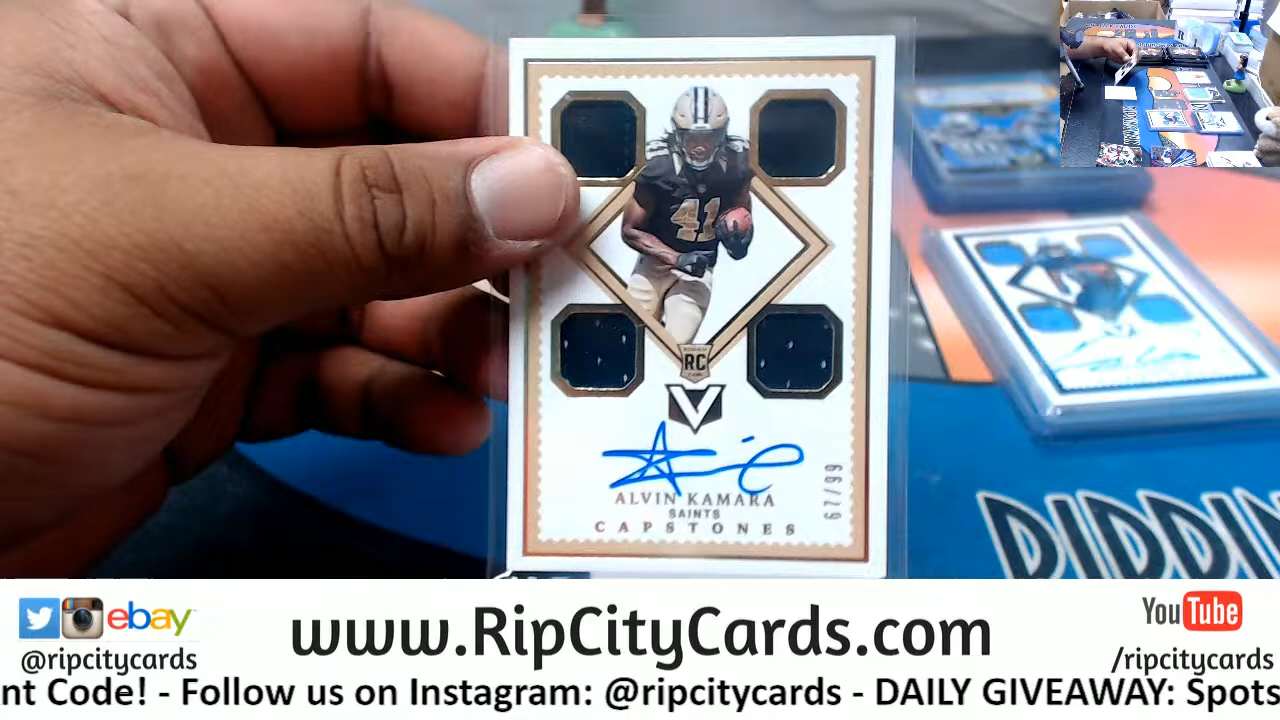 41
RC
V
ALVIN KAMARA
SAINTS
CAPSTONES
67/99
RIDDIN
ebay
www.RipCityCards.com
YouTube
@ripcitycards
/ripcitycards
nt Code! - Follow us on Instagram: @ripcitycards - DAILY GIVEAWAY: Spots